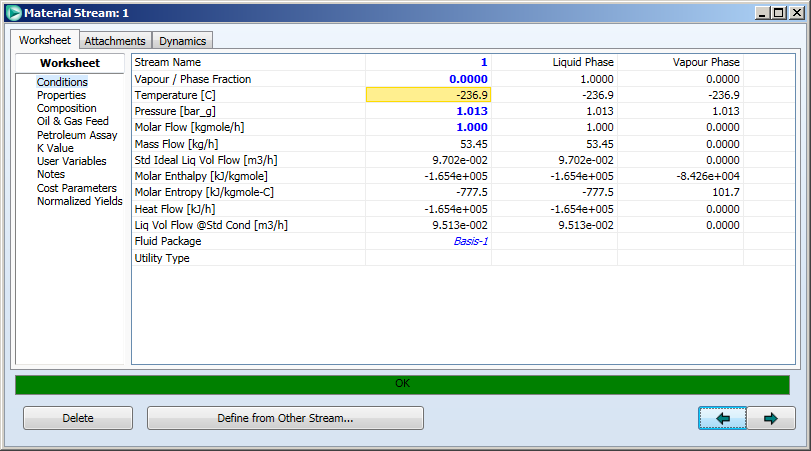 Material Stream: 1
Worksheet Attachments Dynamics
Worksheet
Conditions
Properties
Composition
Oil & Gas Feed
Petroleum Assay
K Value
User Variables
Notes
Cost Parameters
Normalized Yields
Stream Name 1 Liquid Phase Vapour Phase
Vapour / Phase Fraction 0.0000 1.0000 0.0000
Temperature [C] -236.9 -236.9 -236.9
Pressure [bar_g] 1.013 1.013 1.013
Molar Flow [kgmole/h] 1.000 1.000 0.0000
Mass Flow [kg/h] 53.45 53.45 0.0000
Std Ideal Liq Vol Flow [m3/h] 9.702e-002 9.702e-002 0.0000
Molar Enthalpy [kJ/kgmole] -1.654e+005 -1.654e+005 -8.426e+004
Molar Entropy [kJ/kgmole-C] -777.5 -777.5 101.7
Heat Flow [kJ/h] -1.654e+005 -1.654e+005 0.0000
Liq Vol Flow @Std Cond [m3/h] 9.513e-002 9.513e-002 0.0000
Fluid Package Basis-1
Utility Type
OK
Delete Define from Other Stream...